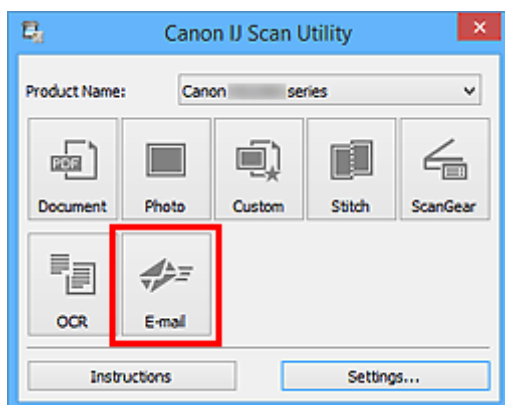 Canon IJ Scan Utility
Product Name: Canon series
PDF
Document Photo Custom Stitch ScanGear
OCR E-mail
Instructions Settings...